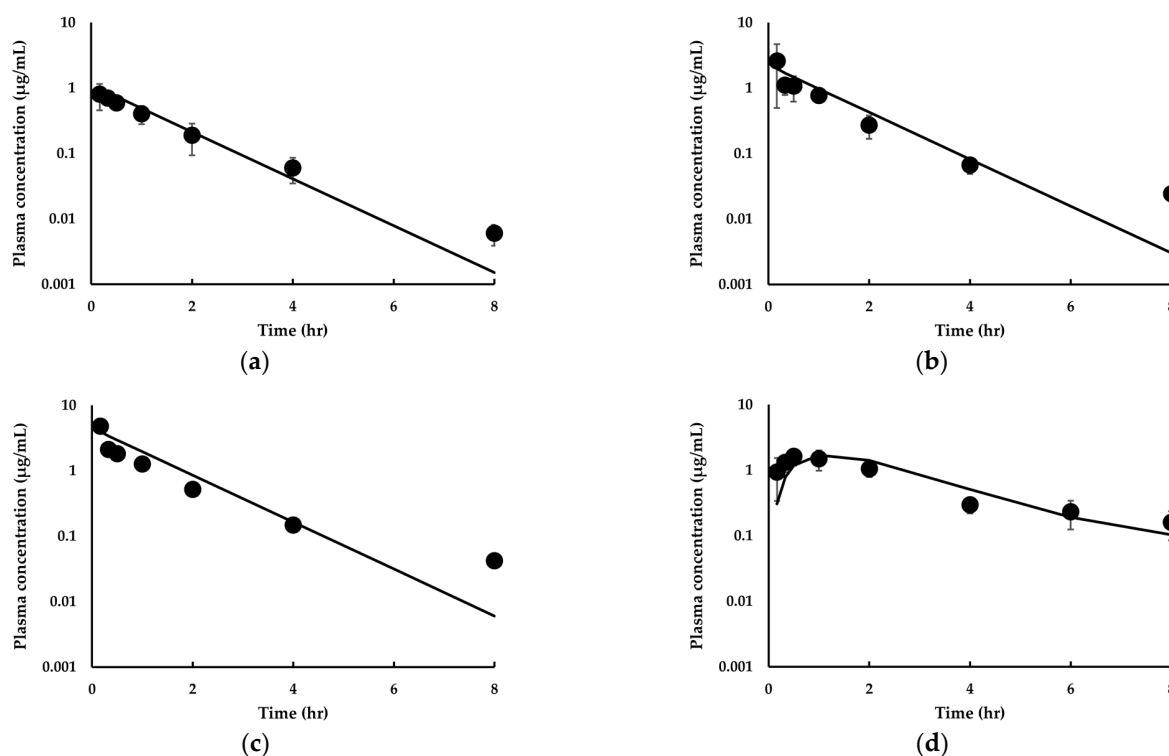 10
1
0.1
0.01
0.001
Plasma concentration (µg/mL)
0 2 4 6 8
Time (hr)
(a)
10
1
0.1
0.01
0.001
Plasma concentration (µg/mL)
0 2 4 6 8
Time (hr)
(b)
10
1
0.1
0.01
0.001
Plasma concentration (µg/mL)
0 2 4 6 8
Time (hr)
(c)
10
1
0.1
0.01
0.001
Plasma concentration (µg/mL)
0 2 4 6 8
Time (hr)
(d)